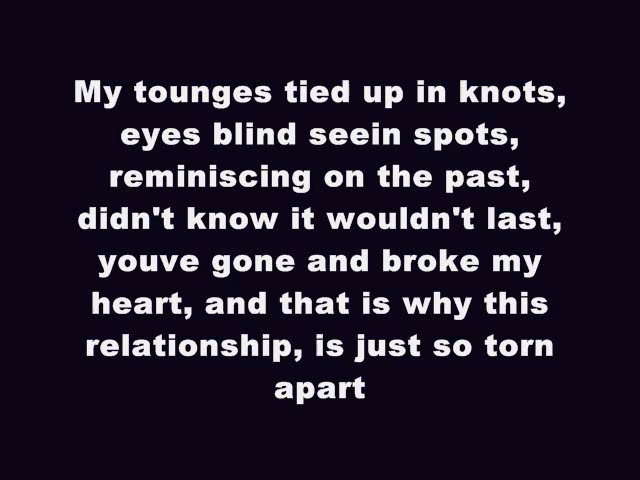 My tounges tied up in knots,
eyes blind seein spots,
reminiscing on the past,
didn't know it wouldn't last,
youve gone and broke my
heart, and that is why this
relationship, is just so torn
apart